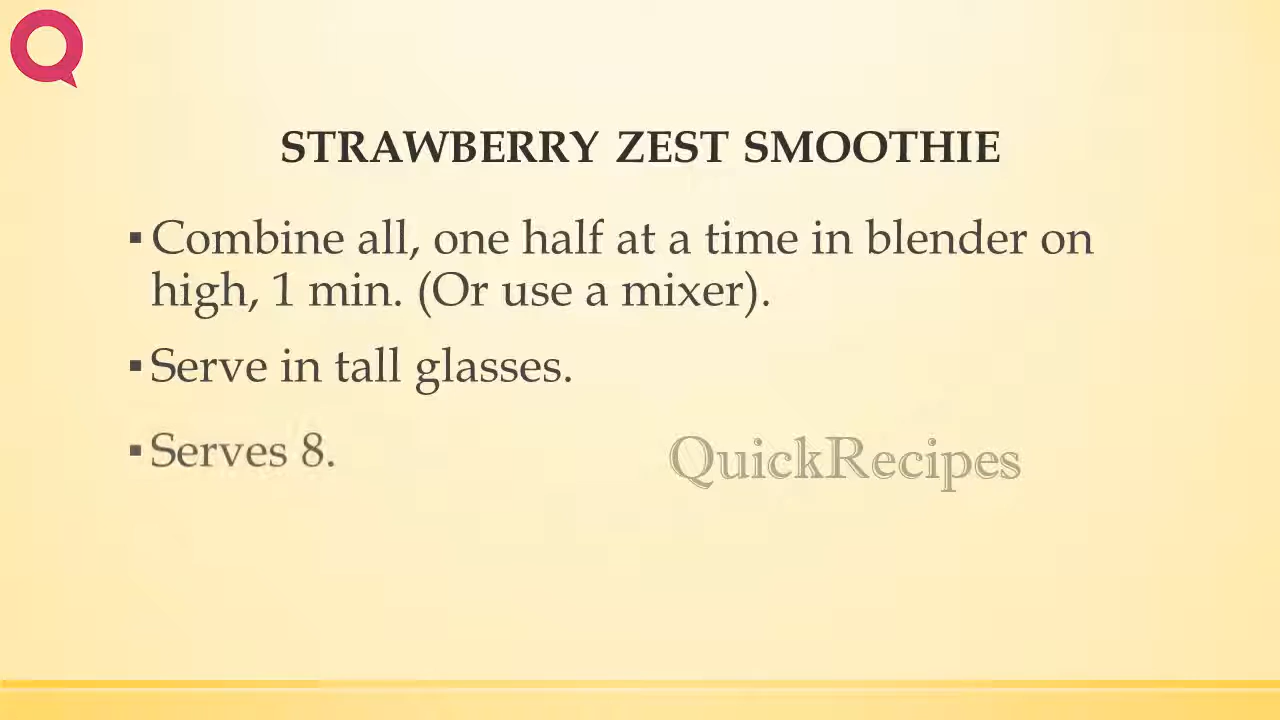 STRAWBERRY ZEST SMOOTHIE
▪ Combine all, one half at a time in blender on
high, 1 min. (Or use a mixer).
▪ Serve in tall glasses.
▪ Serves 8.
QuickRecipes